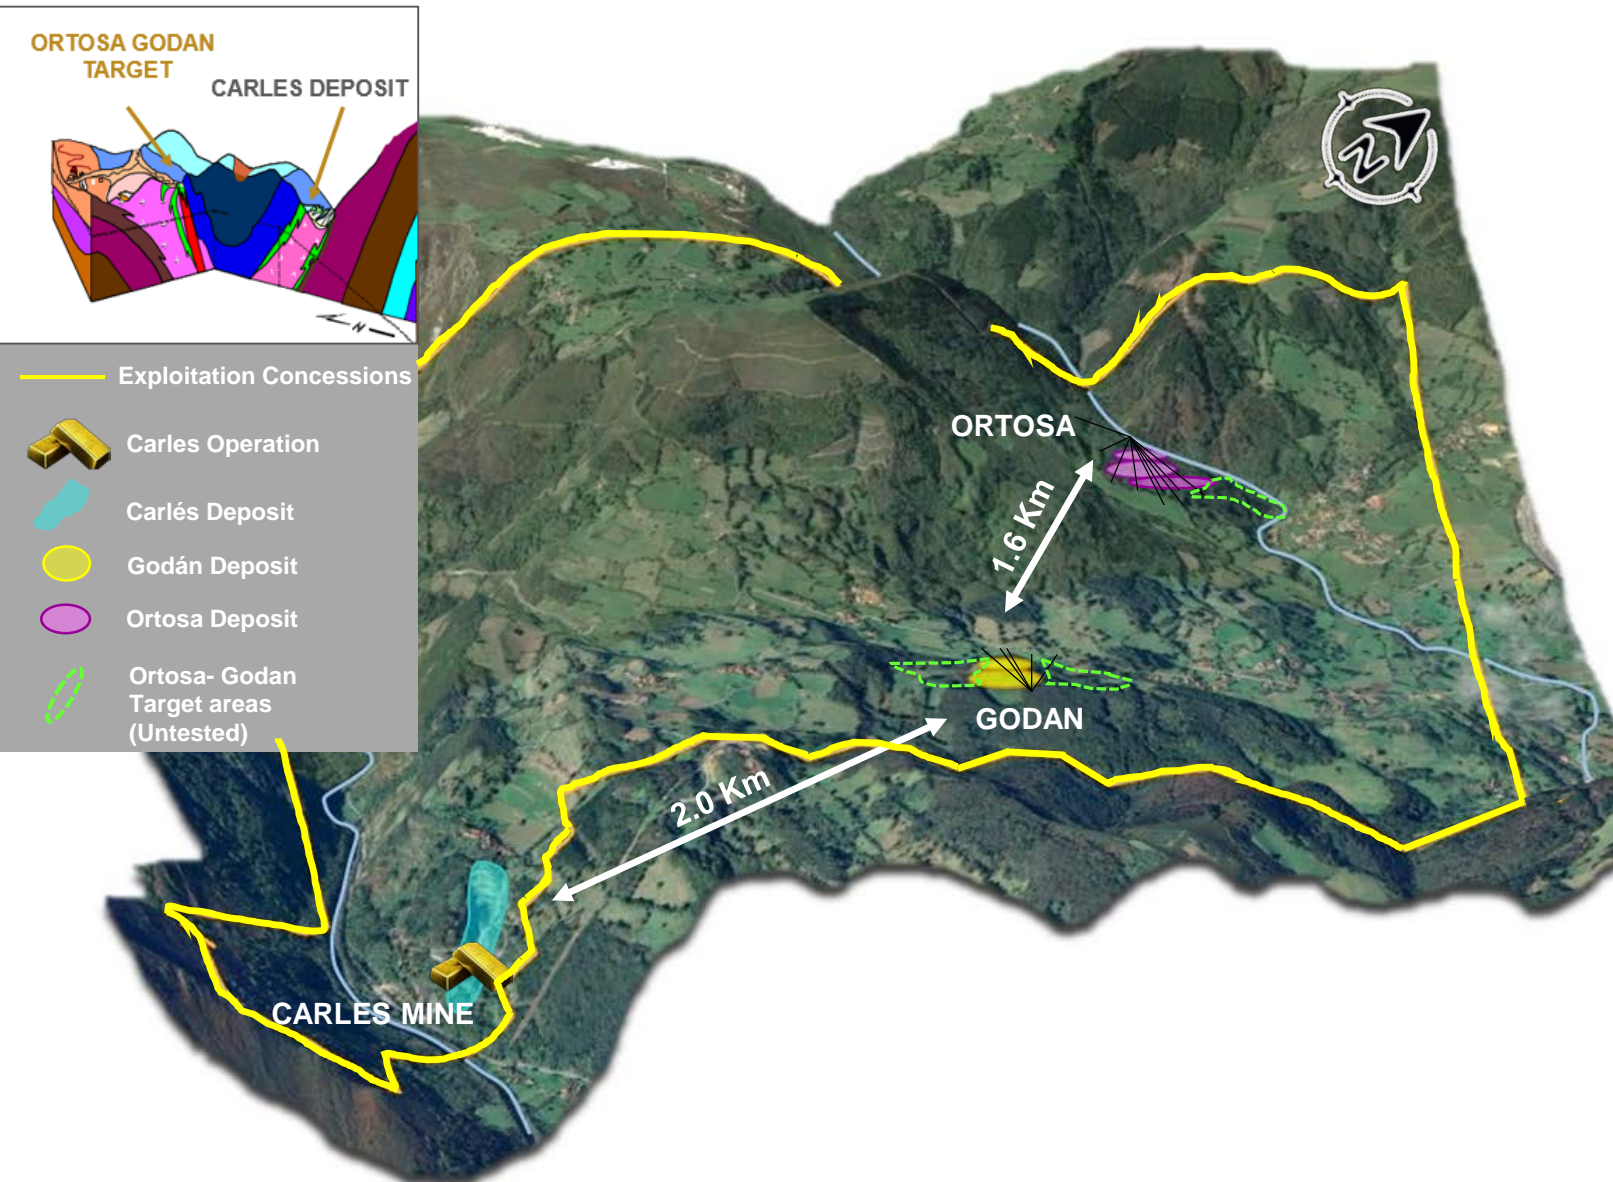 ORTOSA GODAN
TARGET
CARLES DEPOSIT
N
Exploitation Concessions
Carles Operation
Carlés Deposit
Godán Deposit
Ortosa Deposit
Ortosa- Godan
Target areas
(Untested)
N
ORTOSA
1.6 Km
GODAN
2.0 Km
CARLES MINE